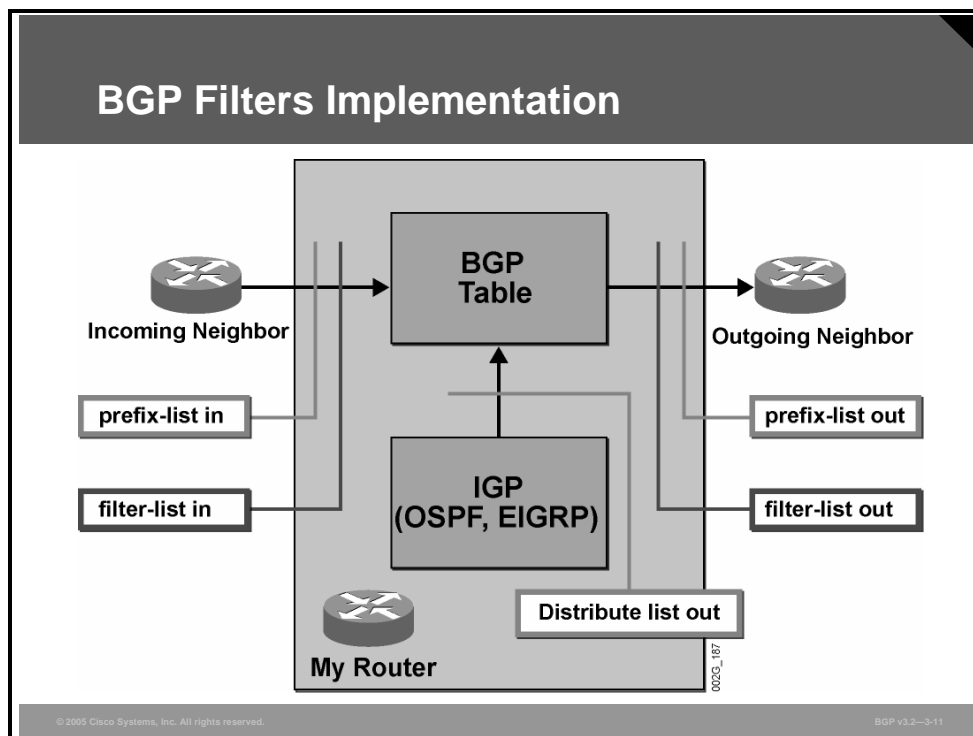 BGP Filters Implementation
BGP
Table
Incoming Neighbor
Outgoing Neighbor
prefix-list in
prefix-list out
IGP
(OSPF, EIGRP)
filter-list in
filter-list out
Distribute list out
My Router
002G_187
© 2005 Cisco Systems, Inc. All rights reserved.
BGP v3.2—3-11